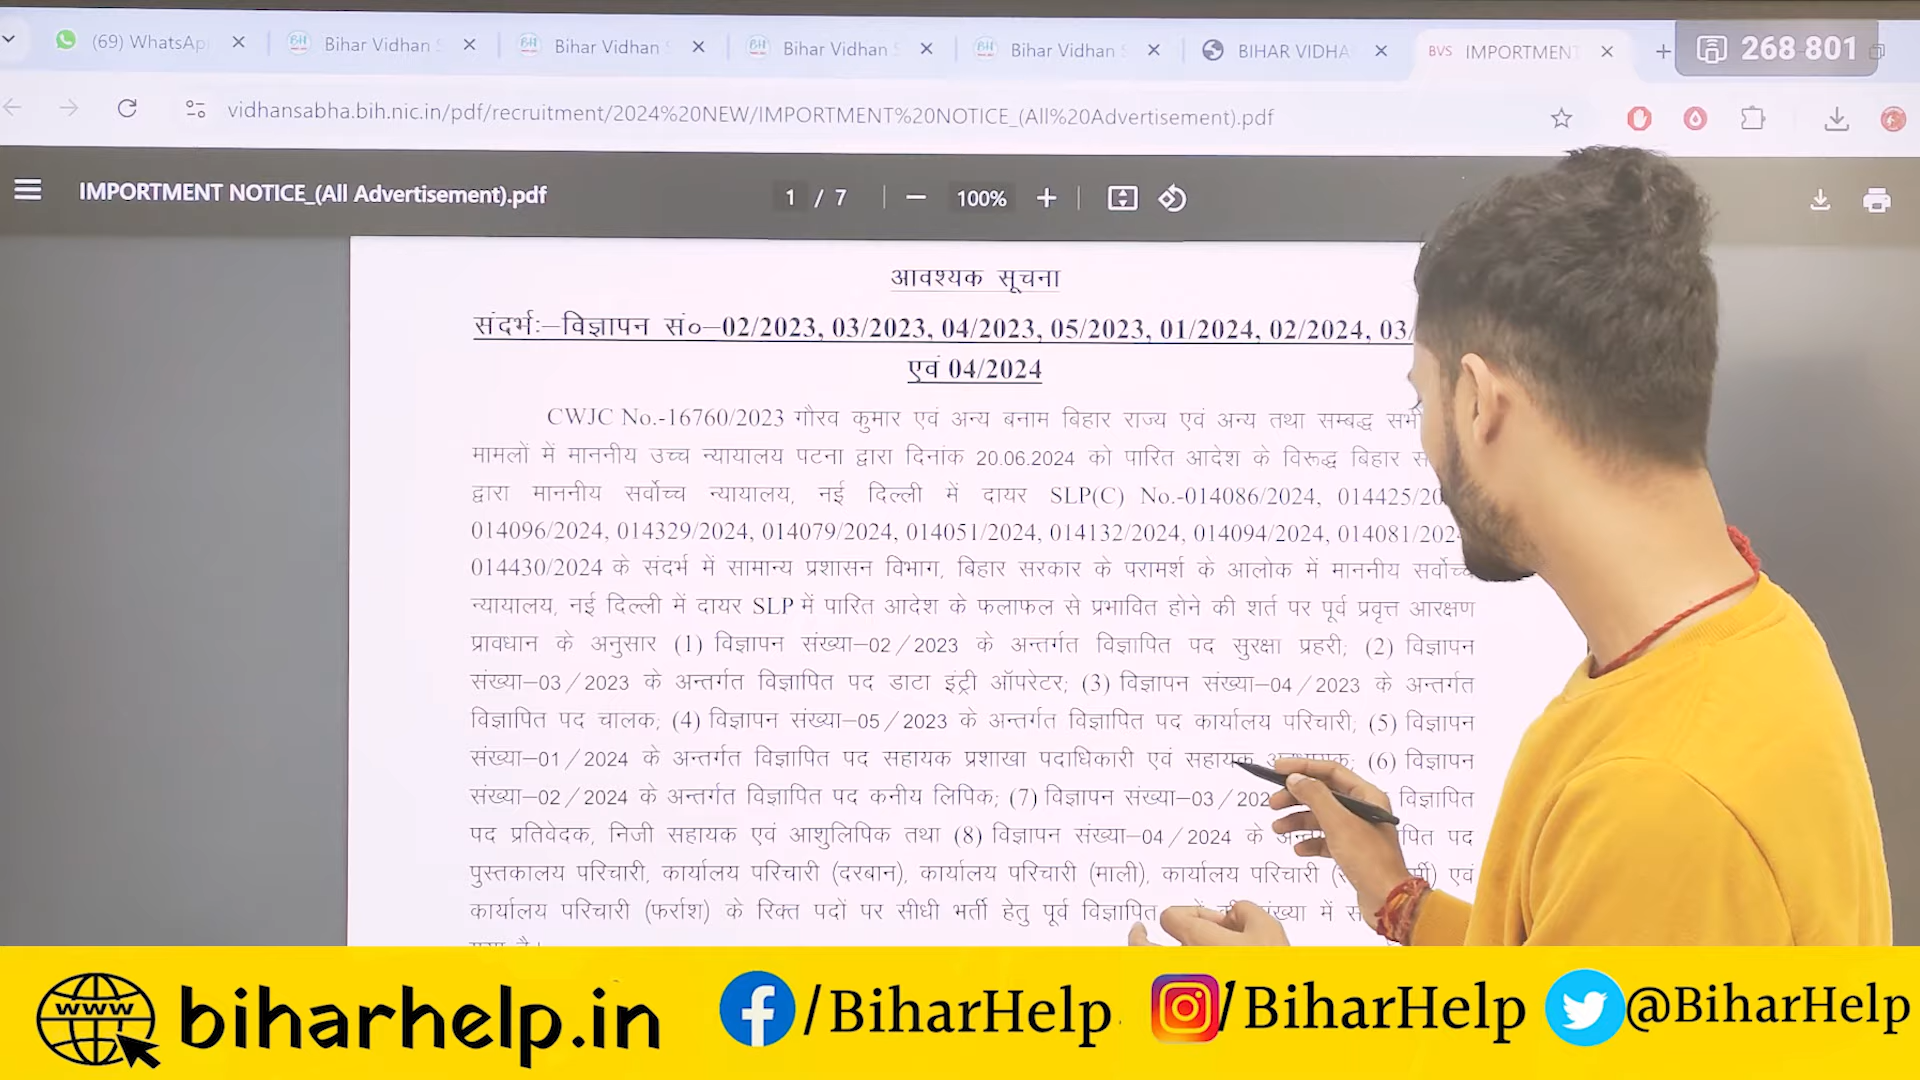 (69) WhatsAp
Bihar Vidhan S
Bihar Vidhan S
Bihar Vidhan S
Bihar Vidhan S
BIHAR VIDHA
BVS IMPORTMENT
268 801
vidhansabha.bih.nic.in/pdf/recruitment/2024%20NEW/IMPORTMENT%20NOTICE_(All%20Advertisement).pdf
IMPORTMENT NOTICE_(All Advertisement).pdf
1 / 7
100%
आवश्यक सूचना
संदर्भः–विज्ञापन सं०–02/2023, 03/2023, 04/2023, 05/2023, 01/2024, 02/2024, 03/
एवं 04/2024
CWJC No.-16760/2023 गौरव कुमार एवं अन्य बनाम बिहार राज्य एवं अन्य तथा सम्बद्ध सभी
मामलों में माननीय उच्च न्यायालय पटना द्वारा दिनांक 20.06.2024 को पारित आदेश के विरूद्ध बिहार
द्वारा माननीय सर्वोच्च न्यायालय, नई दिल्ली में दायर SLP(C) No.-014086/2024, 014425/20
014096/2024, 014329/2024, 014079/2024, 014051/2024, 014132/2024, 014094/2024, 014081/202
014430/2024 के संदर्भ में सामान्य प्रशासन विभाग, बिहार सरकार के परामर्श के आलोक में माननीय सर्वोच्च
न्यायालय, नई दिल्ली में दायर SLP में पारित आदेश के फलाफल से प्रभावित होने की शर्त पर पूर्व प्रवृत्त आरक्षण
प्रावधान के अनुसार (1) विज्ञापन संख्या–02/2023 के अन्तर्गत विज्ञापित पद सुरक्षा प्रहरी; (2) विज्ञापन
संख्या–03/2023 के अन्तर्गत विज्ञापित पद डाटा इंट्री ऑपरेटर; (3) विज्ञापन संख्या–04/2023 के अन्तर्गत
विज्ञापित पद चालक; (4) विज्ञापन संख्या–05/2023 के अन्तर्गत विज्ञापित पद कार्यालय परिचारी; (5) विज्ञापन
संख्या–01/2024 के अन्तर्गत विज्ञापित पद सहायक प्रशाखा पदाधिकारी एवं सहायक (6) विज्ञापन
संख्या–02/2024 के अन्तर्गत विज्ञापित पद कनीय लिपिक; (7) विज्ञापन संख्या–03/202 विज्ञापित
पद प्रतिवेदक, निजी सहायक एवं आशुलिपिक तथा (8) विज्ञापन संख्या–04/2024 के पद
पुस्तकालय परिचारी, कार्यालय परिचारी (दरबान), कार्यालय परिचारी (माली), कार्यालय परिचारी एवं
कार्यालय परिचारी (फर्राश) के रिक्त पदों पर सीधी भर्ती हेतु पूर्व विज्ञापित में
www biharhelp.in /BiharHelp /BiharHelp @BiharHelp